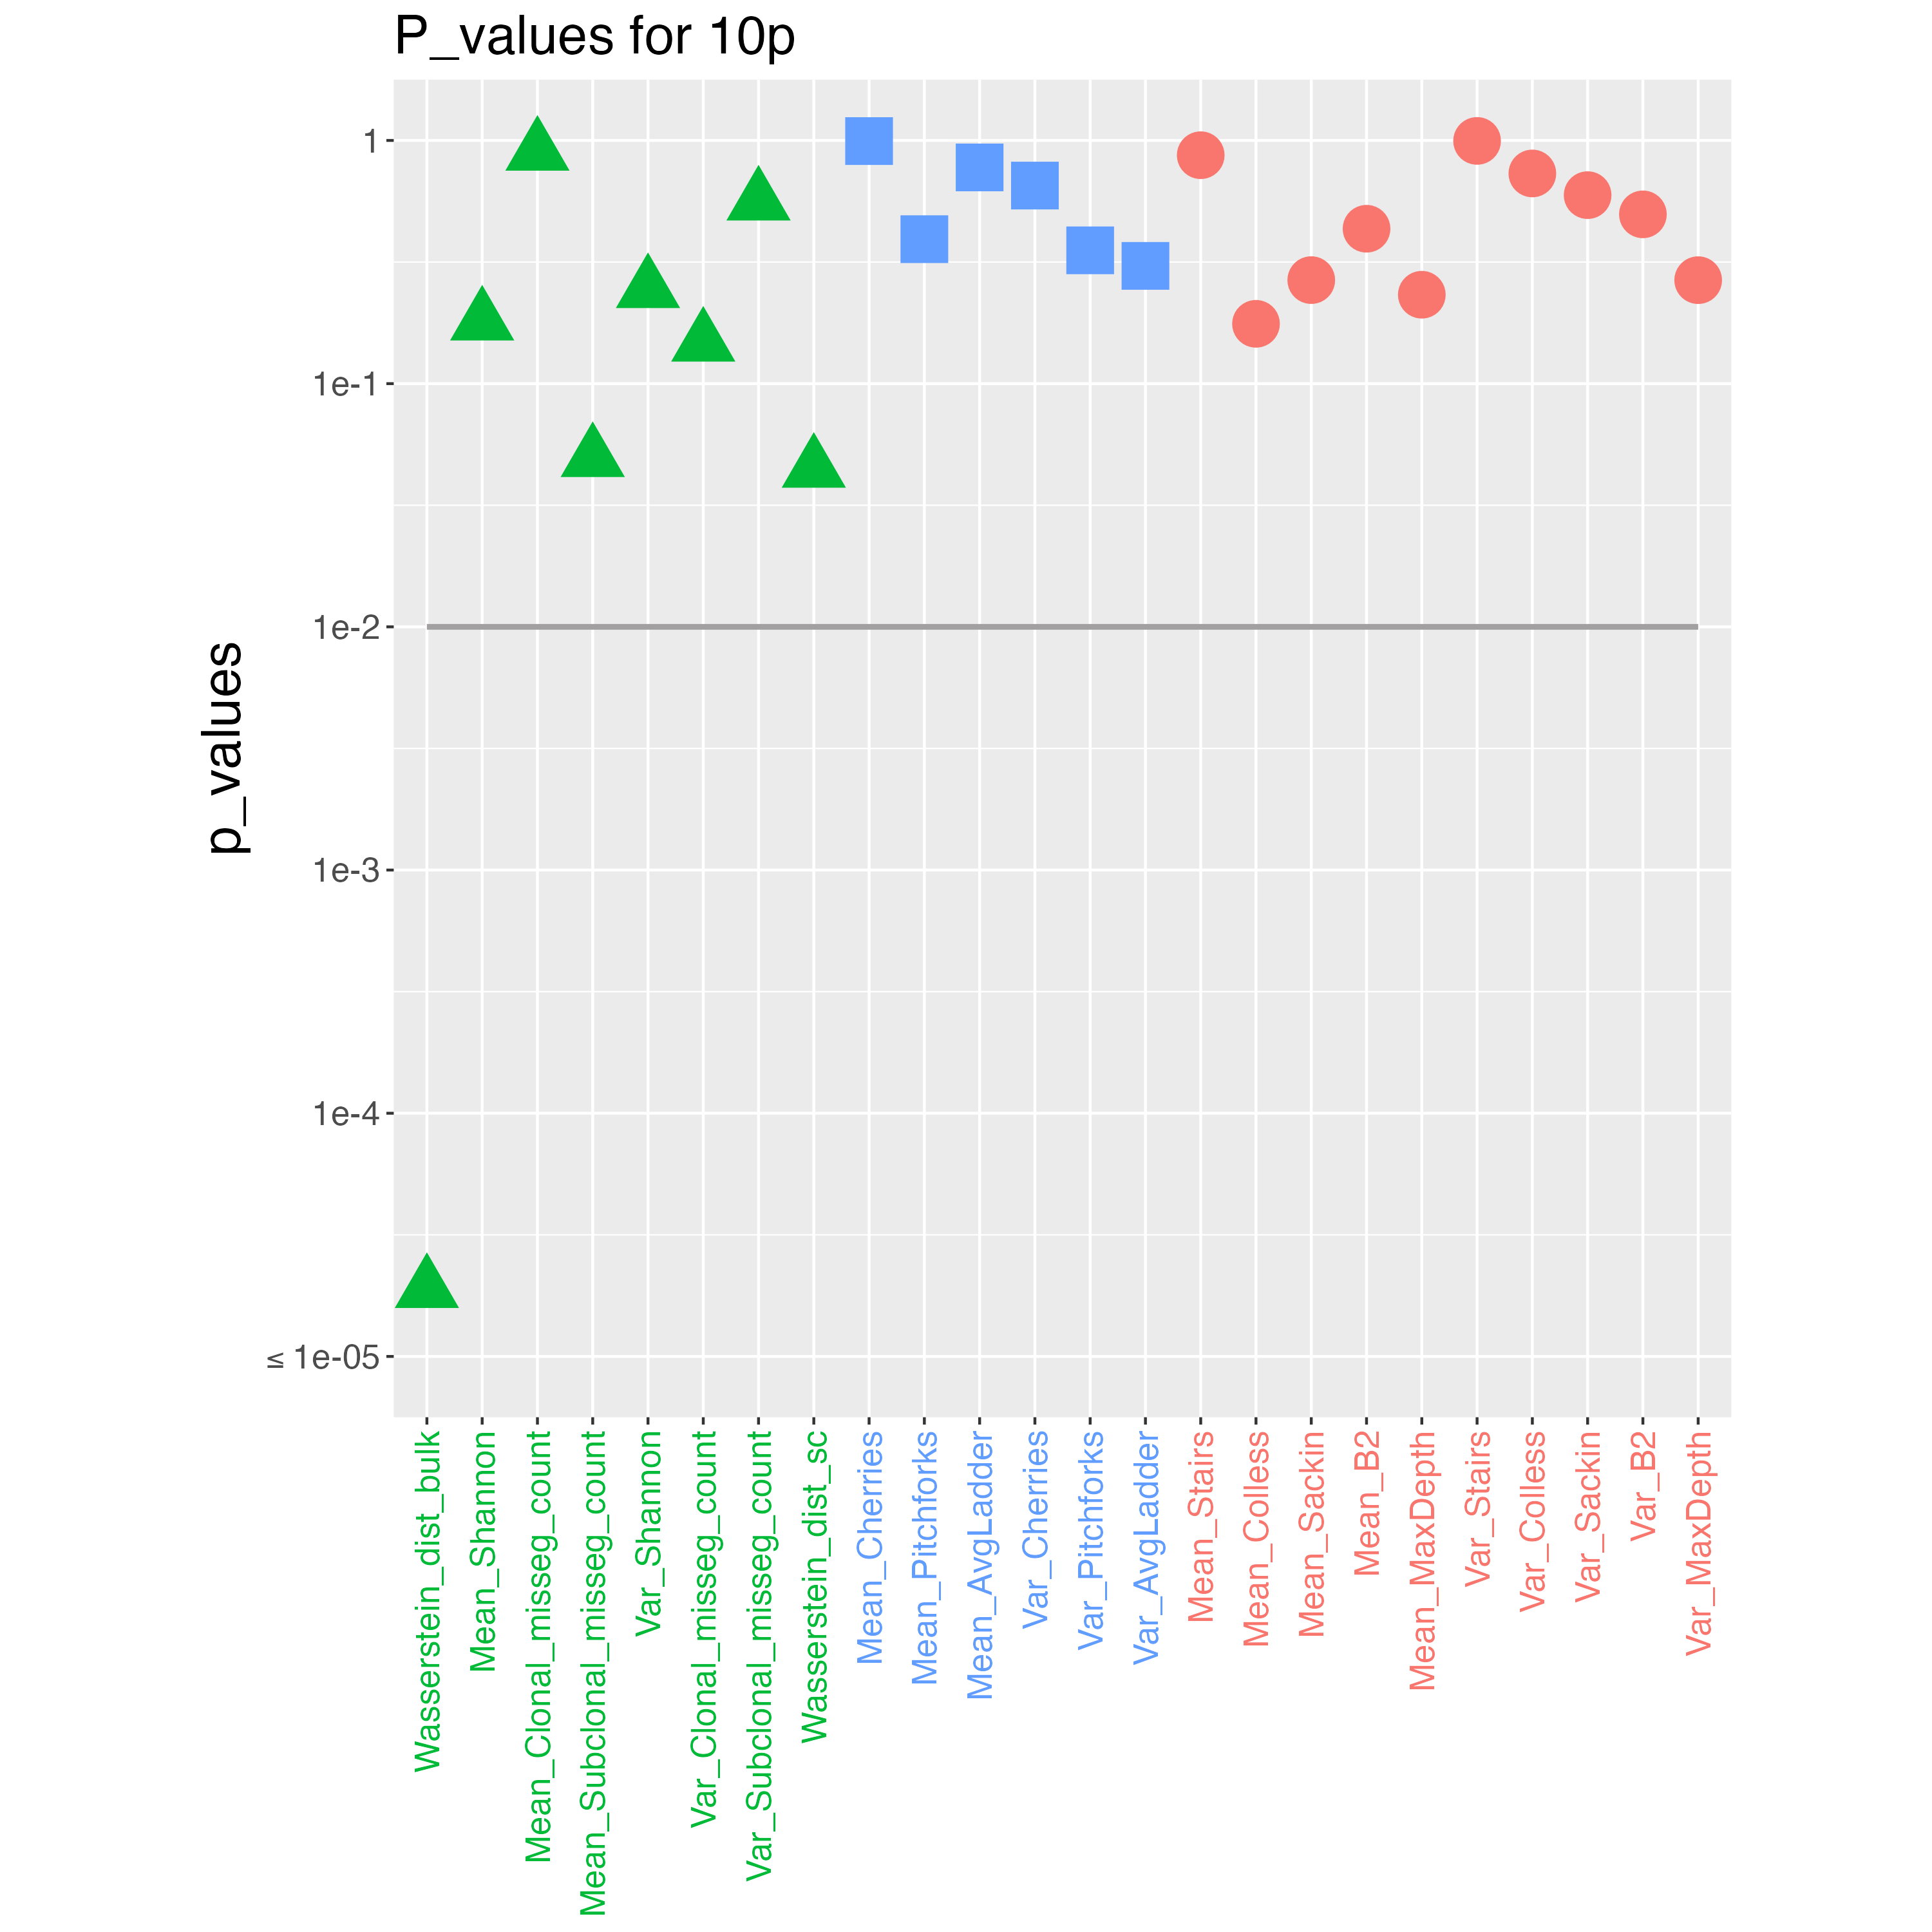 P_values for 10p
p_values
1
1e-1
1e-2
1e-3
1e-4
≤ 1e-05
Wasserstein_dist_bulk
Mean_Shannon
Mean_Clonal_misseg_count
Mean_Subclonal_misseg_count
Var_Shannon
Var_Clonal_misseg_count
Var_Subclonal_misseg_count
Wasserstein_dist_sc
Mean_Cherries
Mean_Pitchforks
Mean_AvgLadder
Var_Cherries
Var_Pitchforks
Var_AvgLadder
Mean_Stairs
Mean_Colless
Mean_Sackin
Mean_B2
Mean_MaxDepth
Var_Stairs
Var_Colless
Var_Sackin
Var_B2
Var_MaxDepth